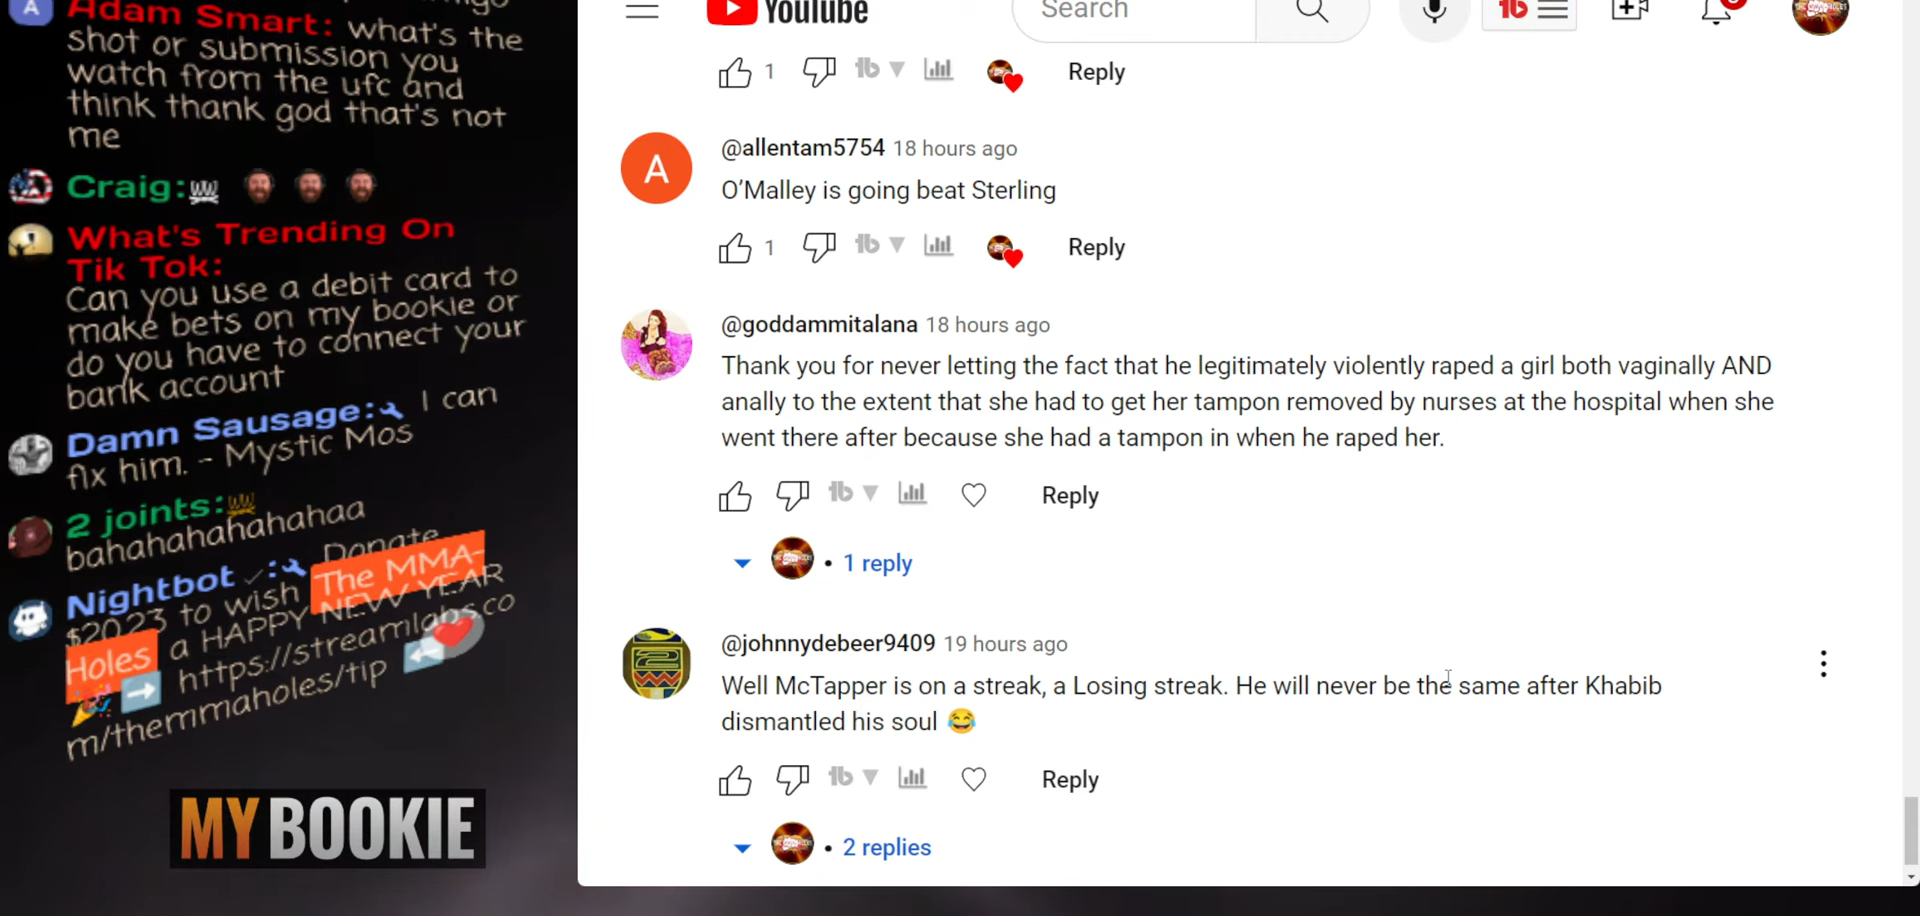 Adam Smart: what's the
shot or submission you
watch from the ufc and
think thank god that's not
me
Craig:
What's Trending On
Tik Tok:
Can you use a debit card to
make bets on my bookie or
do you have to connect your
bank account
Damn Sausage: I can
fix him. - Mystic Mos
2 joints:
bahahahahahaa
Nightbot ✓: Donate
$2023 to wish The MMA-
Holes a HAPPY NEW YEAR
🎉 ➡️ https://streamlabs.co
m/themmaholes/tip ⬅️
MYBOOKIE
YouTube
Search
1
Reply
A
@allentam5754 18 hours ago
O’Malley is going beat Sterling
1
Reply
@goddammitalana 18 hours ago
Thank you for never letting the fact that he legitimately violently raped a girl both vaginally AND
anally to the extent that she had to get her tampon removed by nurses at the hospital when she
went there after because she had a tampon in when he raped her.
Reply
• 1 reply
@johnnydebeer9409 19 hours ago
Well McTapper is on a streak, a Losing streak. He will never be the same after Khabib
dismantled his soul 😂
Reply
• 2 replies